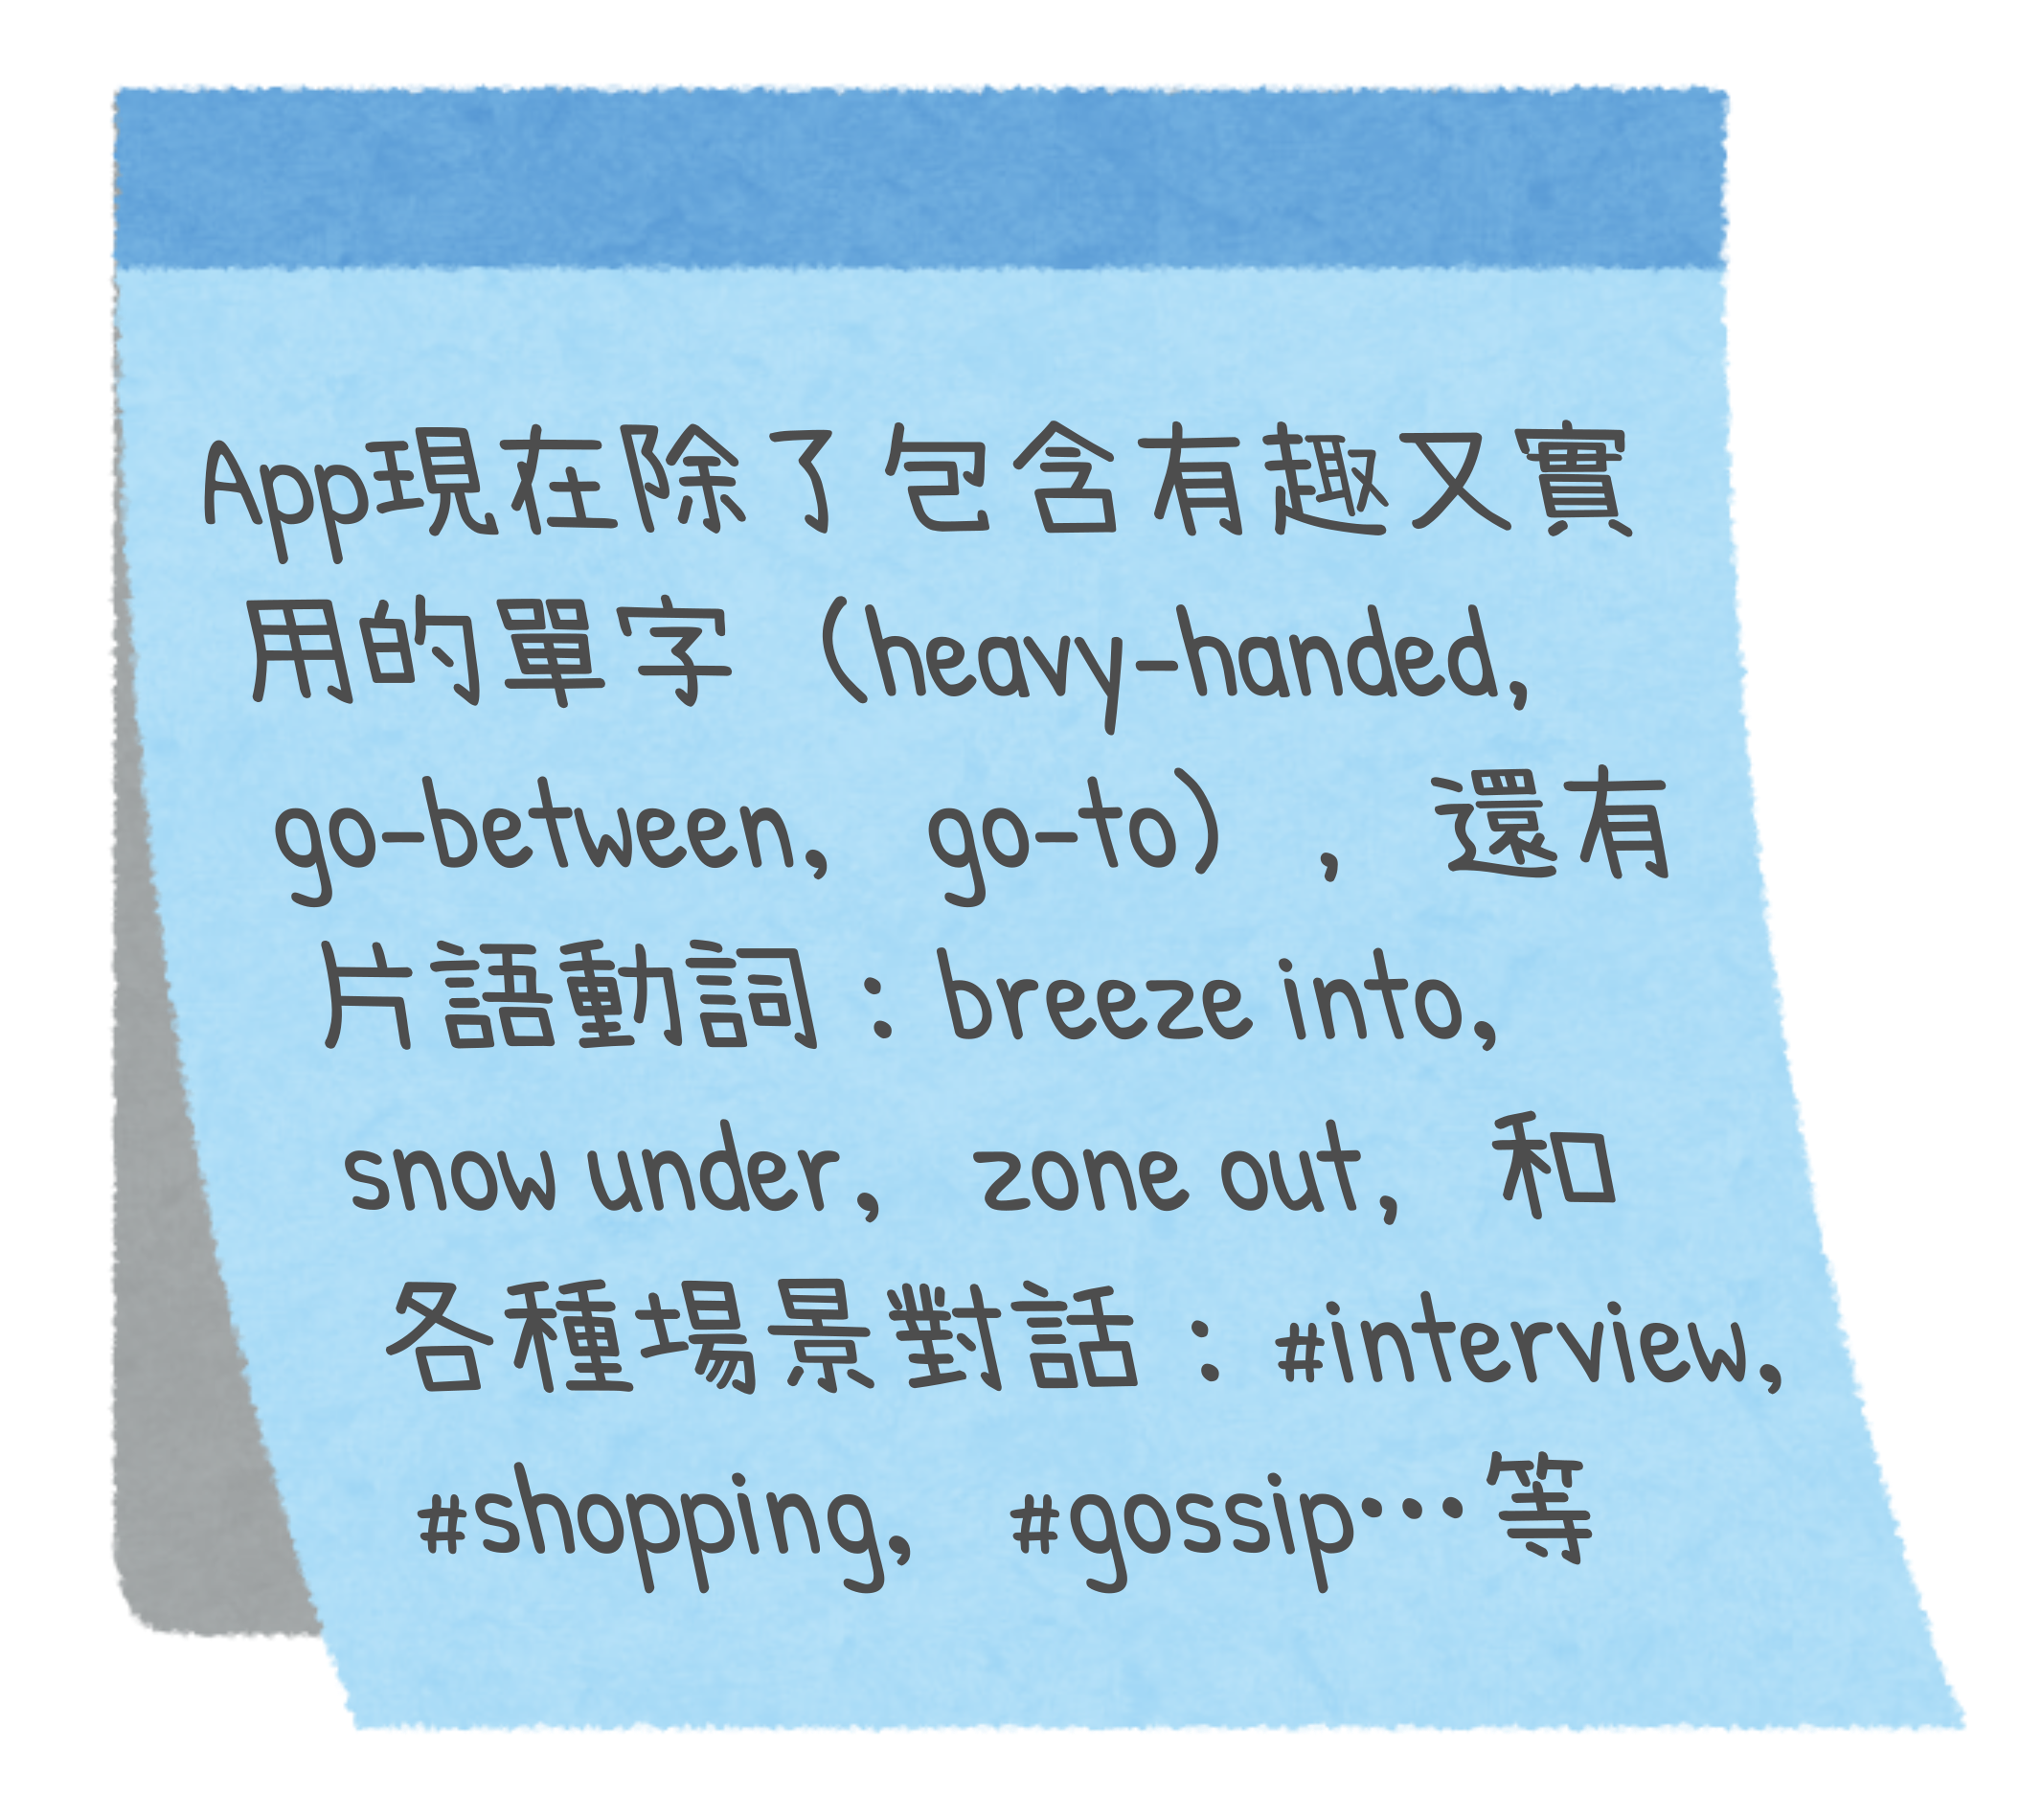 App現在除了包含有趣又實
用的單字（heavy-handed,
go-between, go-to），還有
片語動詞：breeze into,
snow under, zone out, 和
各種場景對話：#interview,
#shopping, #gossip…等